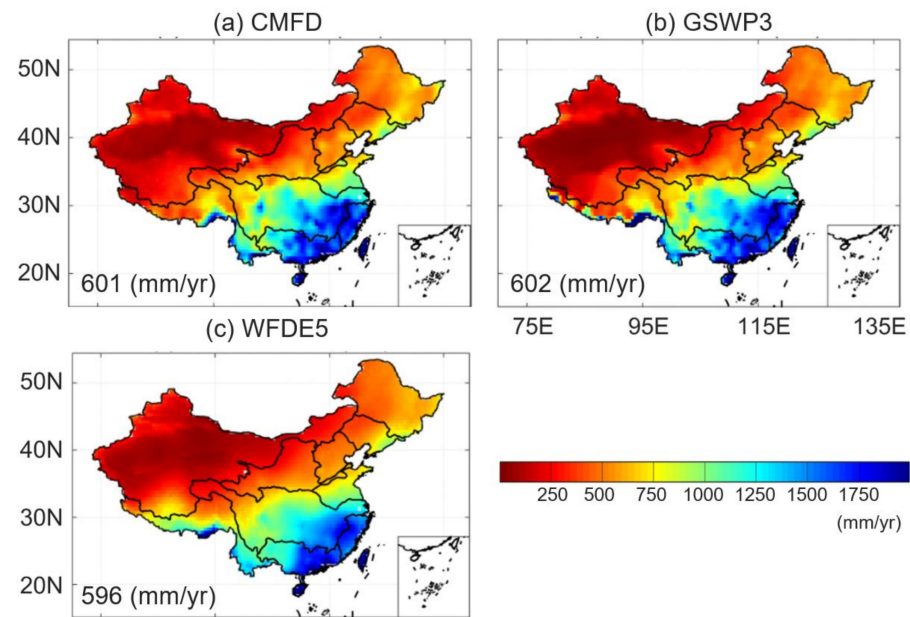 (a) CMFD
(b) GSWP3
50N
40N
30N
20N
601 (mm/yr)
602 (mm/yr)
75E 95E 115E 135E
(c) WFDE5
50N
40N
30N
20N
596 (mm/yr)
250 500 750 1000 1250 1500 1750
(mm/yr)